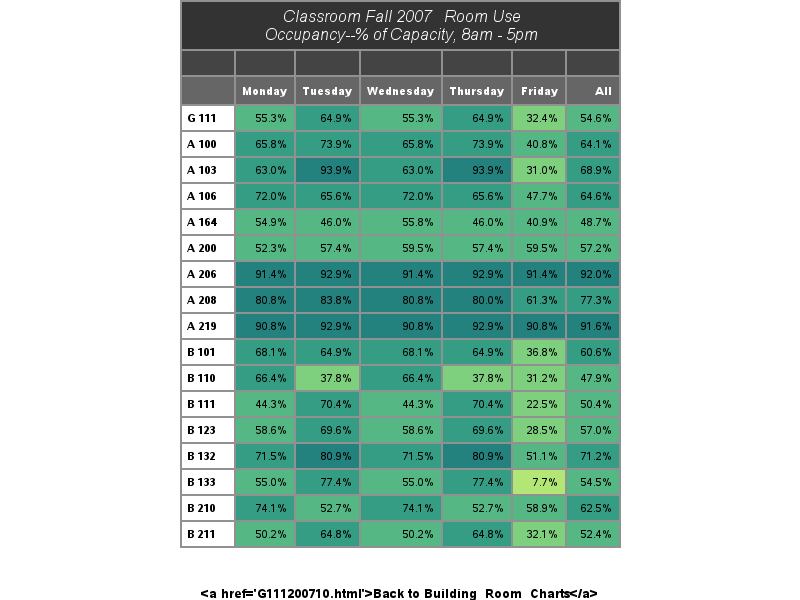 Classroom Fall 2007 Room Use
Occupancy--% of Capacity, 8am - 5pm
Monday Tuesday Wednesday Thursday Friday All
G 111 55.3% 64.9% 55.3% 64.9% 32.4% 54.6%
A 100 65.8% 73.9% 65.8% 73.9% 40.8% 64.1%
A 103 63.0% 93.9% 63.0% 93.9% 31.0% 68.9%
A 106 72.0% 65.6% 72.0% 65.6% 47.7% 64.6%
A 164 54.9% 46.0% 55.8% 46.0% 40.9% 48.7%
A 200 52.3% 57.4% 59.5% 57.4% 59.5% 57.2%
A 206 91.4% 92.9% 91.4% 92.9% 91.4% 92.0%
A 208 80.8% 83.8% 80.8% 80.0% 61.3% 77.3%
A 219 90.8% 92.9% 90.8% 92.9% 90.8% 91.6%
B 101 68.1% 64.9% 68.1% 64.9% 36.8% 60.6%
B 110 66.4% 37.8% 66.4% 37.8% 31.2% 47.9%
B 111 44.3% 70.4% 44.3% 70.4% 22.5% 50.4%
B 123 58.6% 69.6% 58.6% 69.6% 28.5% 57.0%
B 132 71.5% 80.9% 71.5% 80.9% 51.1% 71.2%
B 133 55.0% 77.4% 55.0% 77.4% 7.7% 54.5%
B 210 74.1% 52.7% 74.1% 52.7% 58.9% 62.5%
B 211 50.2% 64.8% 50.2% 64.8% 32.1% 52.4%
<a href='G111200710.html'>Back to Building Room Charts</a>